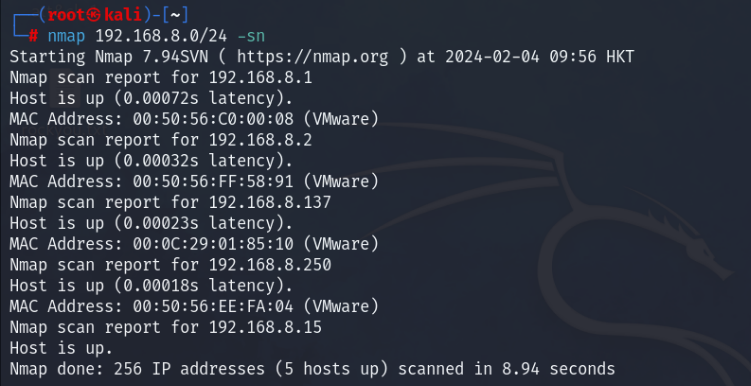 ┌──(root㉿kali)-[~]
└─# nmap 192.168.8.0/24 -sn
Starting Nmap 7.94SVN ( https://nmap.org ) at 2024-02-04 09:56 HKT
Nmap scan report for 192.168.8.1
Host is up (0.00072s latency).
MAC Address: 00:50:56:C0:00:08 (VMware)
Nmap scan report for 192.168.8.2
Host is up (0.00032s latency).
MAC Address: 00:50:56:FF:58:91 (VMware)
Nmap scan report for 192.168.8.137
Host is up (0.00023s latency).
MAC Address: 00:0C:29:01:85:10 (VMware)
Nmap scan report for 192.168.8.250
Host is up (0.00018s latency).
MAC Address: 00:50:56:EE:FA:04 (VMware)
Nmap scan report for 192.168.8.15
Host is up.
Nmap done: 256 IP addresses (5 hosts up) scanned in 8.94 seconds